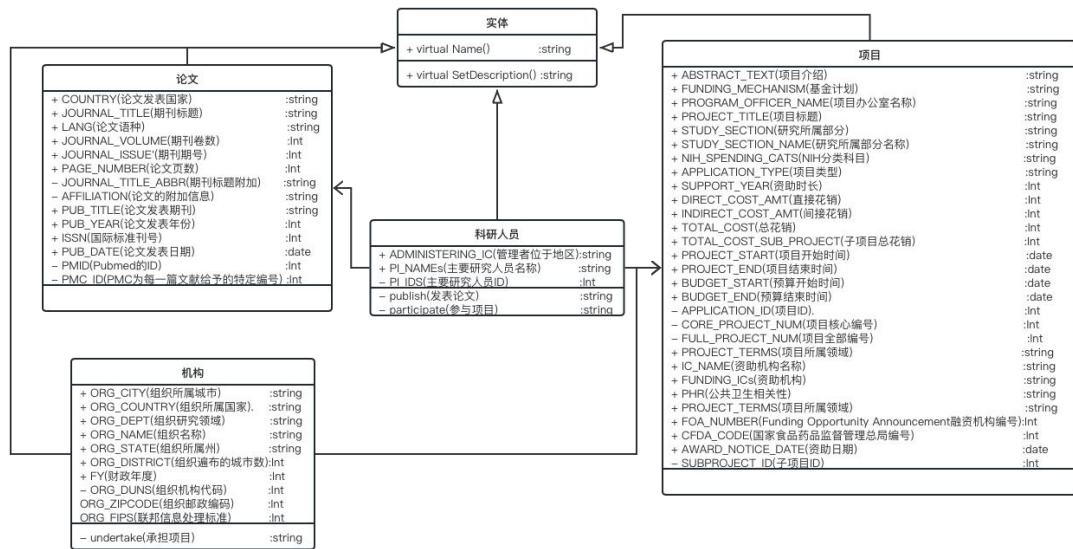 实体
+ virtual Name() :string
+ virtual SetDescription() :string
论文
+ COUNTRY(论文发表国家) :string
+ JOURNAL_TITLE(期刊标题) :string
+ LANG(论文语种) :string
+ JOURNAL_VOLUME(期刊卷数) :Int
+ JOURNAL_ISSUE'(期刊期号) :Int
+ PAGE_NUMBER(论文页数) :Int
– JOURNAL_TITLE_ABBR(期刊标题附加) :string
– AFFILIATION(论文的附加信息) :string
+ PUB_TITLE(论文发表期刊) :string
+ PUB_YEAR(论文发表年份) :Int
+ ISSN(国际标准刊号) :Int
+ PUB_DATE(论文发表日期) :date
– PMID(Pubmed的ID) :Int
– PMC_ID(PMC为每一篇文献给予的特定编号) :Int
科研人员
+ ADMINISTERING_IC(管理者位于地区):string
+ PI_NAMEs(主要研究人员名称) :string
– PI_IDS(主要研究人员ID) :Int
– publish(发表论文) :string
– participate(参与项目) :string
机构
+ ORG_CITY(组织所属城市) :string
+ ORG_COUNTRY(组织所属国家). :string
+ ORG_DEPT(组织研究领域) :string
+ ORG_NAME(组织名称) :string
+ ORG_STATE(组织所属州) :string
+ ORG_DISTRICT(组织遍布的城市数):Int
+ FY(财政年度) :Int
– ORG_DUNS(组织机构代码) :Int
ORG_ZIPCODE(组织邮政编码) :Int
ORG_FIPS(联邦信息处理标准) :Int
– undertake(承担项目) :string
项目
+ ABSTRACT_TEXT(项目介绍) :string
+ FUNDING_MECHANISM(基金计划) :string
+ PROGRAM_OFFICER_NAME(项目办公室名称) :string
+ PROJECT_TITLE(项目标题) :string
+ STUDY_SECTION(研究所属部分) :string
+ STUDY_SECTION_NAME(研究所属部分名称) :string
+ NIH_SPENDING_CATS(NIH分类科目) :string
+ APPLICATION_TYPE(项目类型) :string
+ SUPPORT_YEAR(资助时长) :Int
+ DIRECT_COST_AMT(直接花销) :Int
+ INDIRECT_COST_AMT(间接花销) :Int
+ TOTAL_COST(总花销) :Int
+ TOTAL_COST_SUB_PROJECT(子项目总花销) :Int
+ PROJECT_START(项目开始时间) :date
+ PROJECT_END(项目结束时间) :date
+ BUDGET_START(预算开始时间) :date
+ BUDGET_END(预算结束时间) :date
– APPLICATION_ID(项目ID). :Int
– CORE_PROJECT_NUM(项目核心编号) :Int
– FULL_PROJECT_NUM(项目全部编号) :Int
+ PROJECT_TERMS(项目所属领域) :string
+ IC_NAME(资助机构名称) :string
+ FUNDING_ICs(资助机构) :string
+ PHR(公共卫生相关性) :string
+ PROJECT_TERMS(项目所属领域) :string
+ FOA_NUMBER(Funding Opportunity Announcement融资机构编号):Int
+ CFDA_CODE(国家食品药品监督管理总局编号) :Int
+ AWARD_NOTICE_DATE(资助日期) :date
– SUBPROJECT_ID(子项目ID) :Int